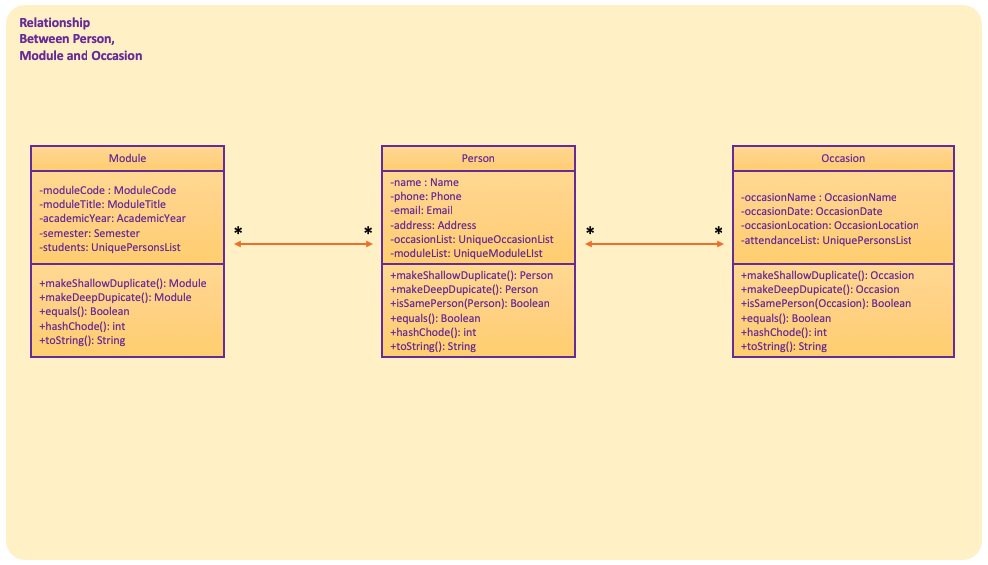 Relationship
Between Person,
Module and Occasion
Module
-moduleCode : ModuleCode
-moduleTitle: ModuleTitle
-academicYear: AcademicYear
-semester: Semester
-students: UniquePersonsList
+makeShallowDuplicate(): Module
+makeDeepDupicate(): Module
+equals(): Boolean
+hashChode(): int
+toString(): String
*
*
Person
-name : Name
-phone: Phone
-email: Email
-address: Address
-occasionList: UniqueOccasionList
-moduleList: UniqueModuleLIst
+makeShallowDuplicate(): Person
+makeDeepDupicate(): Person
+isSamePerson(Person): Boolean
+equals(): Boolean
+hashChode(): int
+toString(): String
*
*
Occasion
-occasionName : OccasionName
-occasionDate: OccasionDate
-occasionLocation: OccasionLocation
-attendanceList: UniquePersonsList
+makeShallowDuplicate(): Occasion
+makeDeepDupicate(): Occasion
+isSamePerson(Occasion): Boolean
+equals(): Boolean
+hashChode(): int
+toString(): String